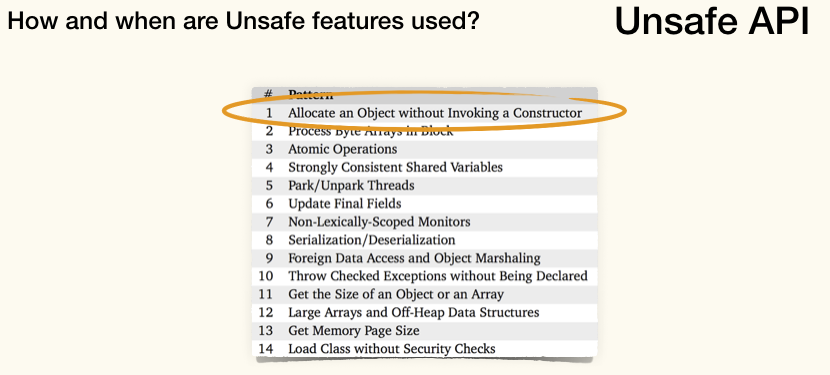 How and when are Unsafe features used?
Unsafe API
# Pattern
1 Allocate an Object without Invoking a Constructor
2 Process Byte Arrays in Block
3 Atomic Operations
4 Strongly Consistent Shared Variables
5 Park/Unpark Threads
6 Update Final Fields
7 Non-Lexically-Scoped Monitors
8 Serialization/Deserialization
9 Foreign Data Access and Object Marshaling
10 Throw Checked Exceptions without Being Declared
11 Get the Size of an Object or an Array
12 Large Arrays and Off-Heap Data Structures
13 Get Memory Page Size
14 Load Class without Security Checks